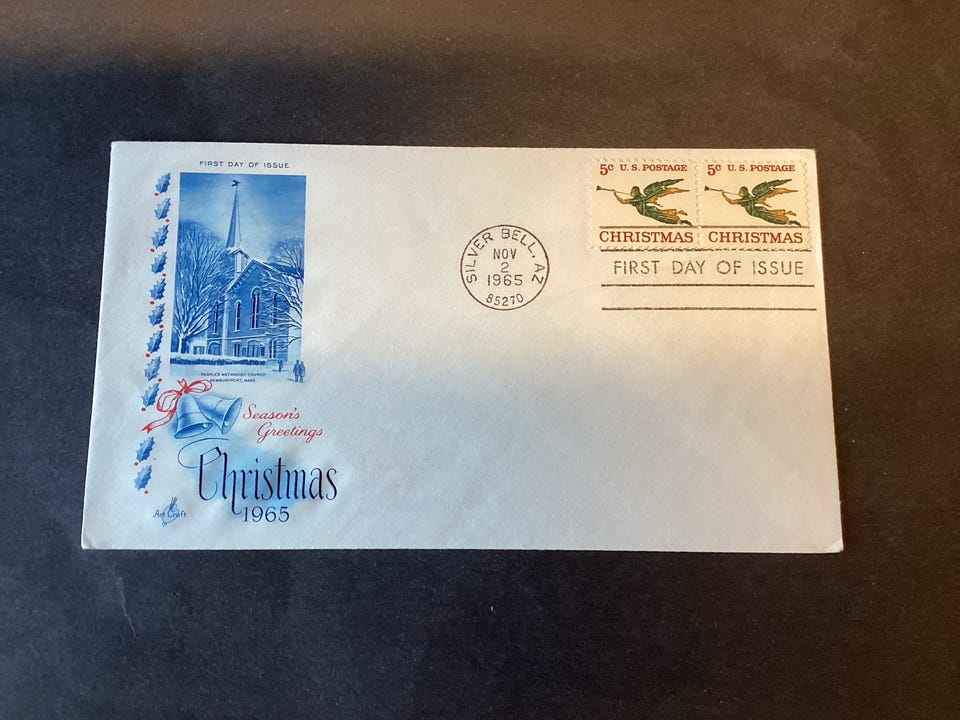 FIRST DAY OF ISSUE
PEOPLES METHODIST CHURCH
NEWBURYPORT, MASS.
Season's
Greetings
Christmas
1965
Art Craft
SILVER BELL, AZ
NOV
2
1965
85270
5c U.S. POSTAGE
CHRISTMAS
5c U.S. POSTAGE
CHRISTMAS
FIRST DAY OF ISSUE